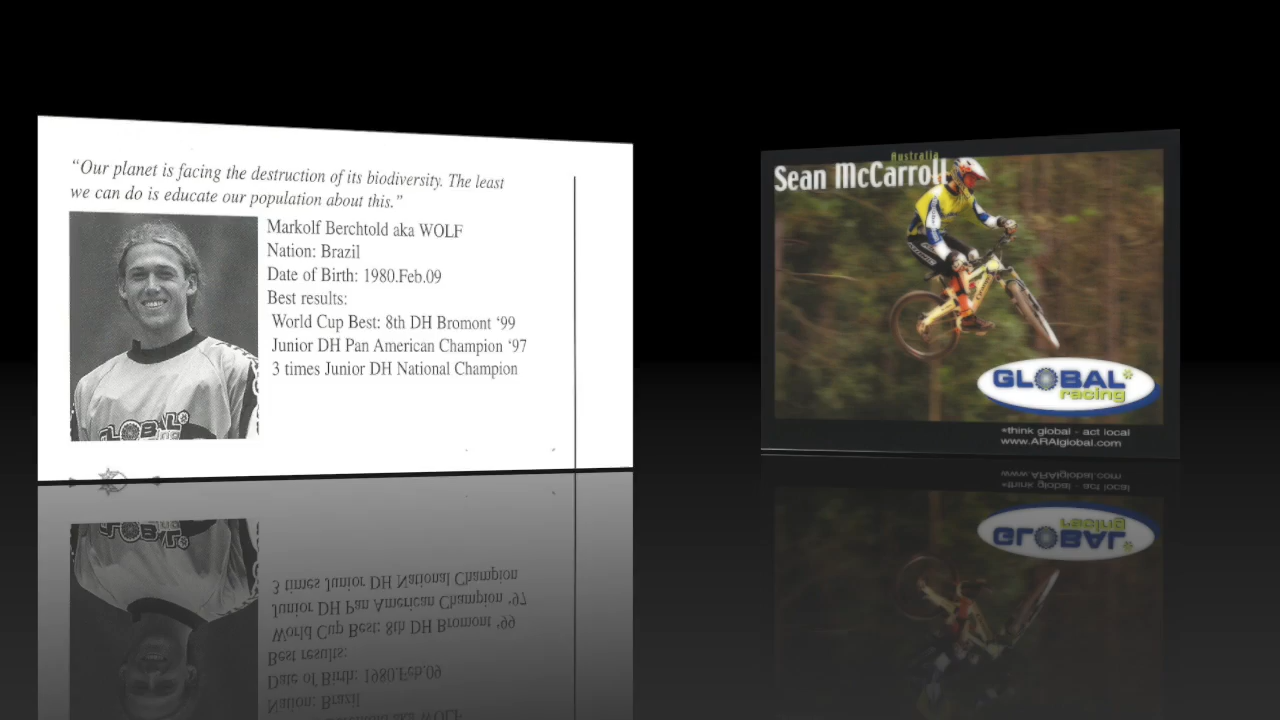 “Our planet is facing the destruction of its biodiversity. The least
we can do is educate our population about this.”
Markolf Berchtold aka WOLF
Nation: Brazil
Date of Birth: 1980.Feb.09
Best results:
World Cup Best: 8th DH Bromont ‘99
Junior DH Pan American Champion ‘97
3 times Junior DH National Champion
GLOBAL*
Australia
Sean McCarroll
GLOBAL*
racing
*think global - act local
www.ARAIglobal.com